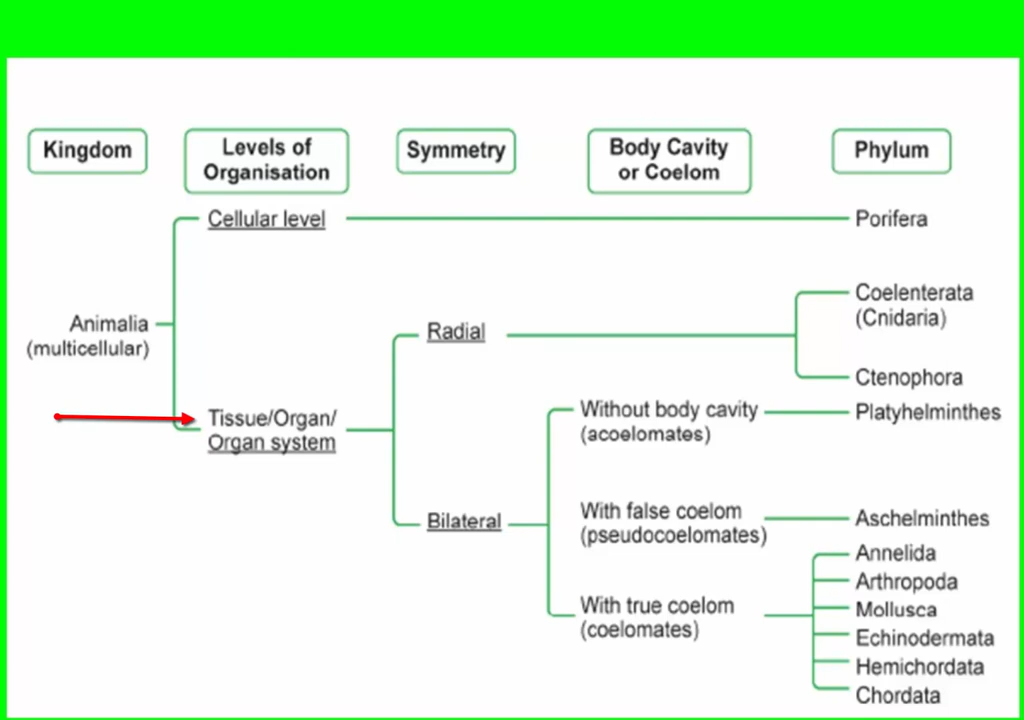 Kingdom
Levels of
Organisation
Symmetry
Body Cavity
or Coelom
Phylum
Cellular level
Porifera
Animalia
(multicellular)
Radial
Coelenterata
(Cnidaria)
Ctenophora
Tissue/Organ/
Organ system
Without body cavity
(acoelomates)
Platyhelminthes
Bilateral
With false coelom
(pseudocoelomates)
Aschelminthes
With true coelom
(coelomates)
Annelida
Arthropoda
Mollusca
Echinodermata
Hemichordata
Chordata